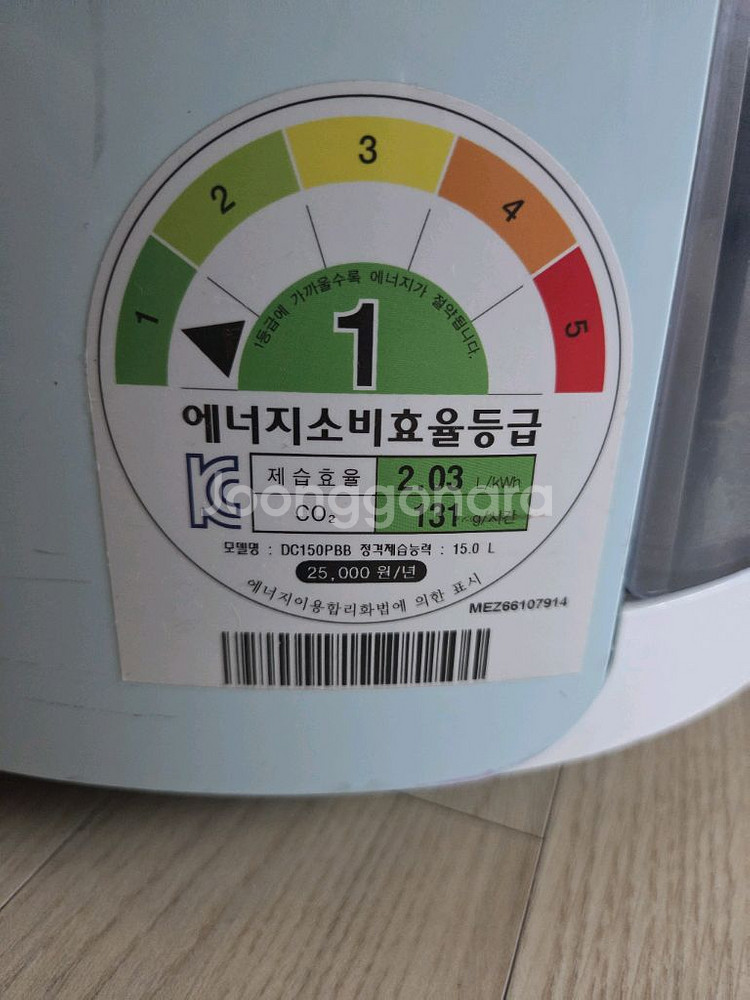 1
2
3
4
5
1등급에 가까울수록 에너지가 절약됩니다.
1
에너지소비효율등급
제습효율 2.03 L/kWh
CO₂ 131 g/시간
Joonggonara
모델명 : DC150PBB 정격제습능력 : 15.0 L
25,000 원/년
에너지이용합리화법에 의한 표시
MEZ66107914